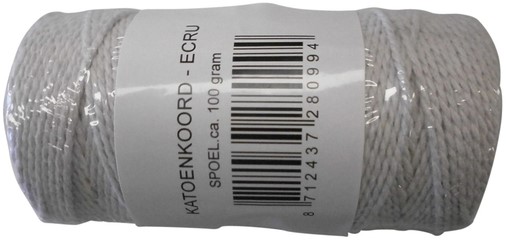 KATOENKOORD - ECRU
SPOEL.ca. 100 gram
8 712437 280994